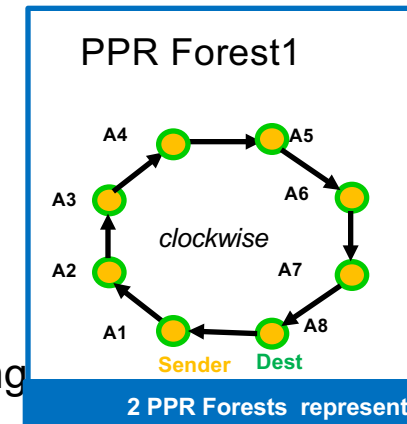 PPR Forest1
A4
A5
A3
A6
clockwise
A2
A7
A1
A8
Sender Dest
2 PPR Forests represent